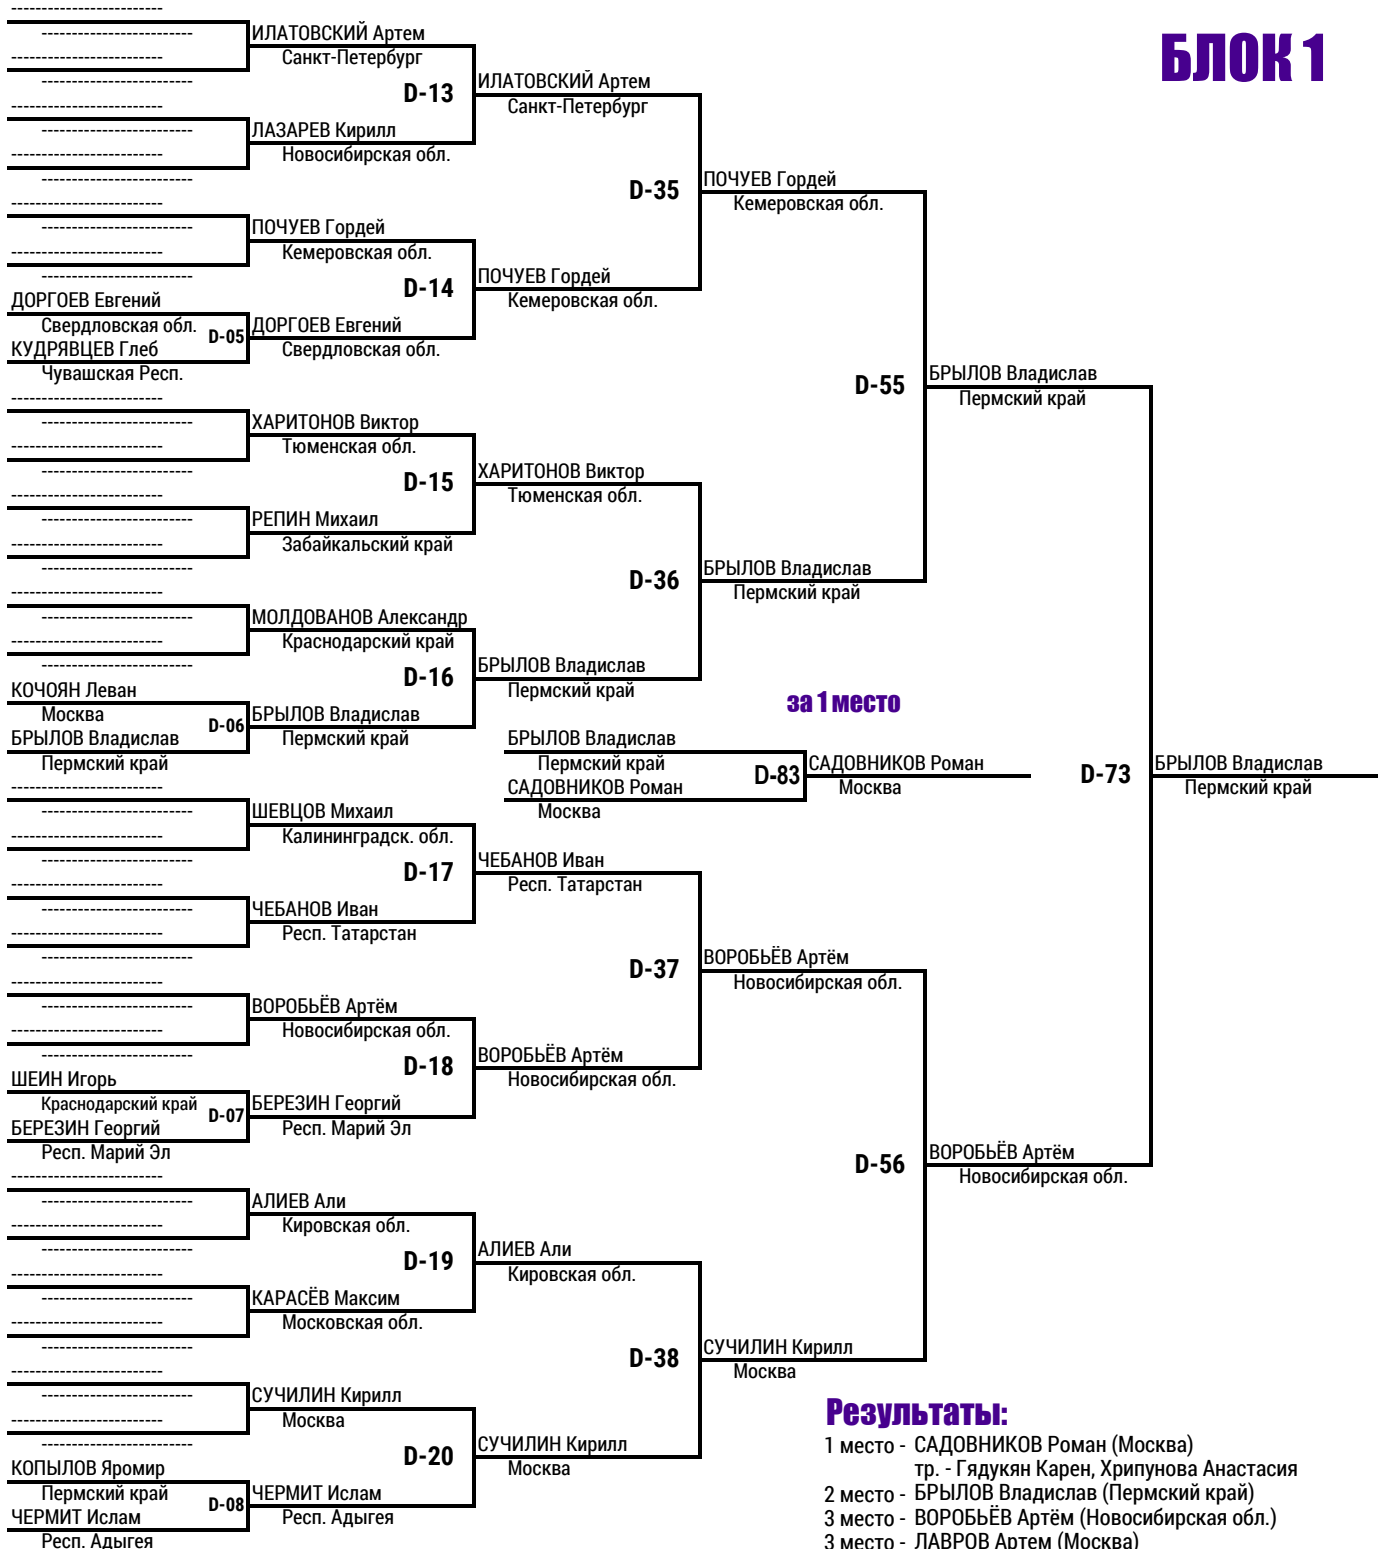 БЛОК 1
ИЛАТОВСКИЙ Артем
Санкт-Петербург
D-13
ЛАЗАРЕВ Кирилл
Новосибирская обл.
ИЛАТОВСКИЙ Артем
Санкт-Петербург
D-35
ПОЧУЕВ Гордей
Кемеровская обл.
ПОЧУЕВ Гордей
Кемеровская обл.
D-14
ПОЧУЕВ Гордей
Кемеровская обл.
ДОРГОЕВ Евгений
Свердловская обл.
D-05
КУДРЯВЦЕВ Глеб
Чувашская Респ.
ДОРГОЕВ Евгений
Свердловская обл.
D-55
БРЫЛОВ Владислав
Пермский край
ХАРИТОНОВ Виктор
Тюменская обл.
D-15
РЕПИН Михаил
Забайкальский край
ХАРИТОНОВ Виктор
Тюменская обл.
D-36
БРЫЛОВ Владислав
Пермский край
МОЛДОВАНОВ Александр
Краснодарский край
D-16
БРЫЛОВ Владислав
Пермский край
КОЧОЯН Леван
Москва
D-06
БРЫЛОВ Владислав
Пермский край
БРЫЛОВ Владислав
Пермский край
за 1 место
БРЫЛОВ Владислав
Пермский край
D-83
САДОВНИКОВ Роман
Москва
САДОВНИКОВ Роман
Москва
D-73
БРЫЛОВ Владислав
Пермский край
ШЕВЦОВ Михаил
Калининградск. обл.
D-17
ЧЕБАНОВ Иван
Респ. Татарстан
ЧЕБАНОВ Иван
Респ. Татарстан
D-37
ВОРОБЬЁВ Артём
Новосибирская обл.
ВОРОБЬЁВ Артём
Новосибирская обл.
D-18
ВОРОБЬЁВ Артём
Новосибирская обл.
ШЕИН Игорь
Краснодарский край
D-07
БЕРЕЗИН Георгий
Респ. Марий Эл
БЕРЕЗИН Георгий
Респ. Марий Эл
D-56
ВОРОБЬЁВ Артём
Новосибирская обл.
АЛИЕВ Али
Кировская обл.
D-19
КАРАСЁВ Максим
Московская обл.
АЛИЕВ Али
Кировская обл.
D-38
СУЧИЛИН Кирилл
Москва
СУЧИЛИН Кирилл
Москва
D-20
СУЧИЛИН Кирилл
Москва
КОПЫЛОВ Яромир
Пермский край
D-08
ЧЕРМИТ Ислам
Респ. Адыгея
ЧЕРМИТ Ислам
Респ. Адыгея
Результаты:
1 место - САДОВНИКОВ Роман (Москва)
тр. - Гядукян Карен, Хрипунова Анастасия
2 место - БРЫЛОВ Владислав (Пермский край)
3 место - ВОРОБЬЁВ Артём (Новосибирская обл.)
3 место - ЛАВРОВ Артем (Москва)